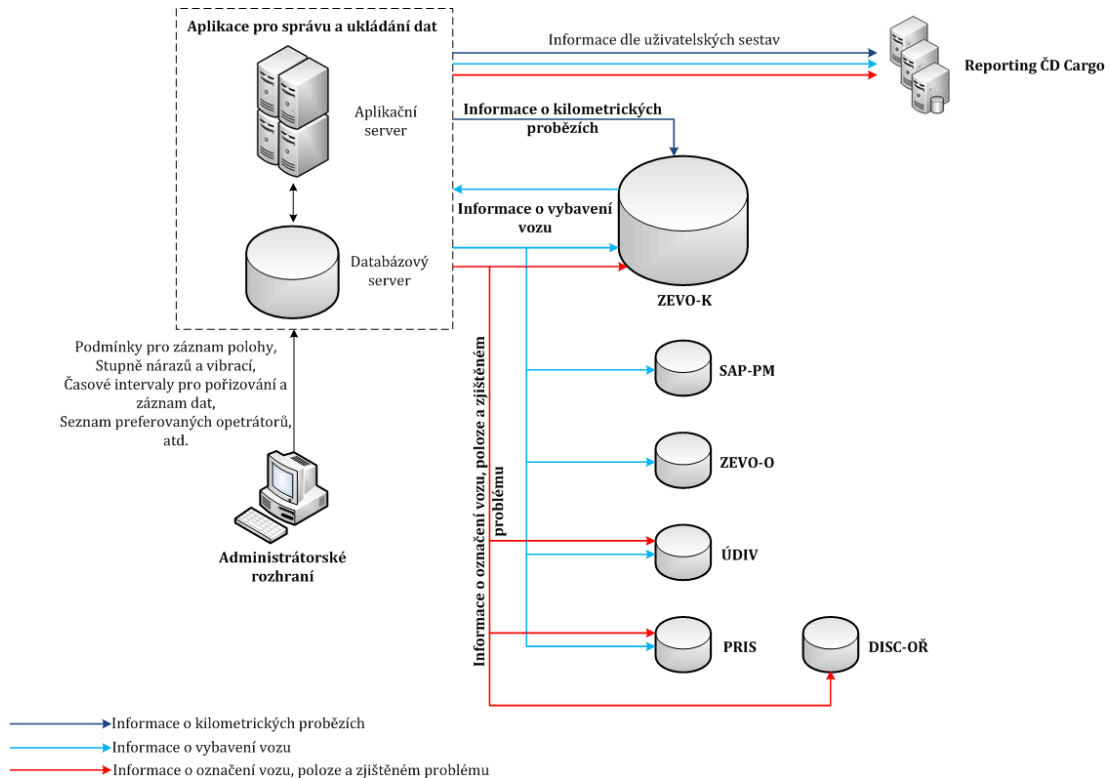 Aplikace pro správu a ukládání dat
Informace dle uživatelských sestav
Reporting ČD Cargo
Aplikační
server
Informace o kilometrických
probězích
Informace o vybavení
vozu
Databázový
server
ZEVO-K
Podmínky pro záznam polohy,
Stupně nárazů a vibrací,
Časové intervaly pro pořizování a
záznam dat,
Seznam preferovaných opetrátorů,
atd.
SAP-PM
ZEVO-O
Informace o označení vozu, poloze a zjištěném
problému
Administrátorské
rozhraní
ÚDIV
PRIS
DISC-OŘ
Informace o kilometrických probězích
Informace o vybavení vozu
Informace o označení vozu, poloze a zjištěném problému